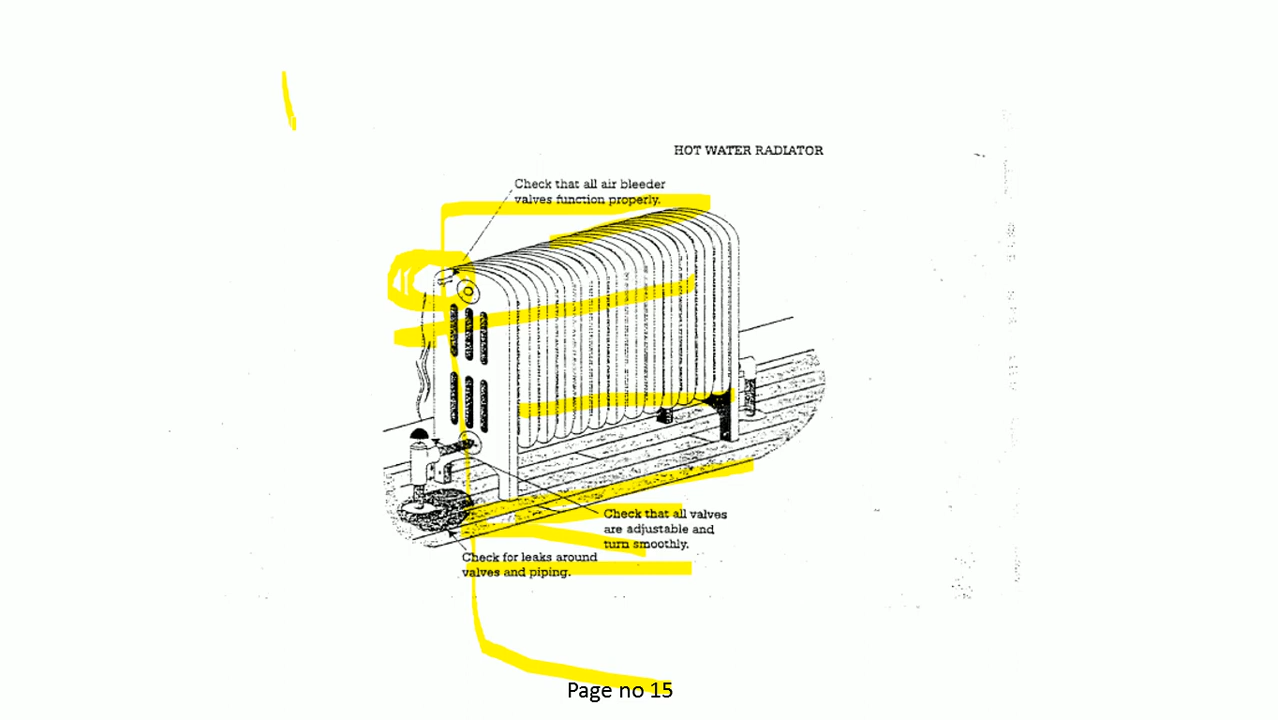 HOT WATER RADIATOR
Check that all air bleeder
valves function properly.
Check that all valves
are adjustable and
turn smoothly.
Check for leaks around
valves and piping.
Page no 15